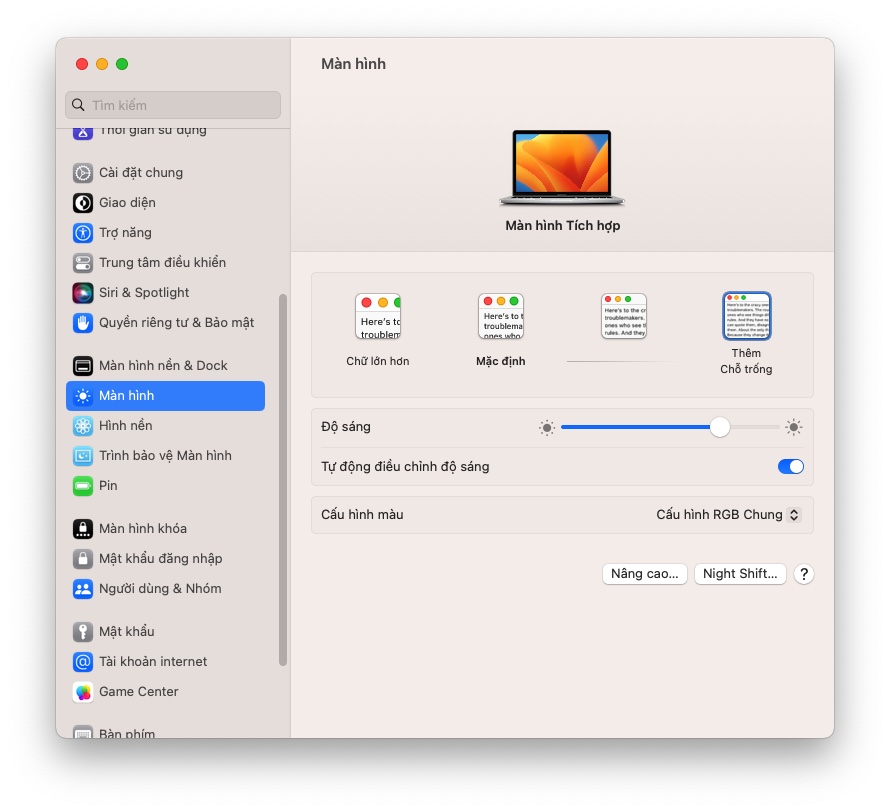 Tìm kiếm
Thời gian sử dụng
Cài đặt chung
Giao diện
Trợ năng
Trung tâm điều khiển
Siri & Spotlight
Quyền riêng tư & Bảo mật
Màn hình nền & Dock
Màn hình
Hình nền
Trình bảo vệ Màn hình
Pin
Màn hình khóa
Mật khẩu đăng nhập
Người dùng & Nhóm
Mật khẩu
Tài khoản internet
Game Center
Bàn phím
Màn hình
Màn hình Tích hợp
Here's to
troublem
Chữ lớn hơn
Here's to t
troublema
ones who
Mặc định
Here's to the cr
troublemakers.
ones who see t
rules. And they
Here's to the crazy one
troublemakers. The rou
ones who see things dif
rules. And they have no
can quote them, disagr
them. About the only th
Because they change t
Thêm
Chỗ trống
Độ sáng
Tự động điều chỉnh độ sáng
Cấu hình màu
Cấu hình RGB Chung
Nâng cao...
Night Shift...
?